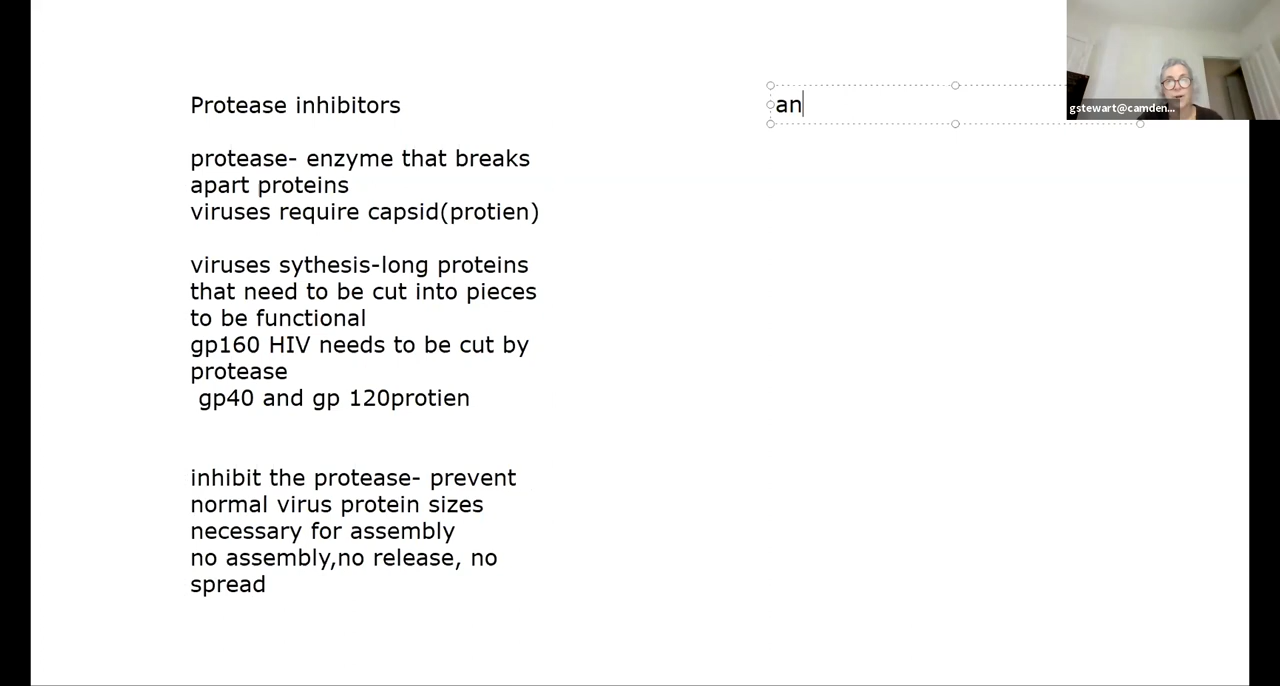 Protease inhibitors
protease- enzyme that breaks
apart proteins
viruses require capsid(protien)
viruses sythesis-long proteins
that need to be cut into pieces
to be functional
gp160 HIV needs to be cut by
protease
gp40 and gp 120protien
inhibit the protease- prevent
normal virus protein sizes
necessary for assembly
no assembly,no release, no
spread
an
gstewart@camden...